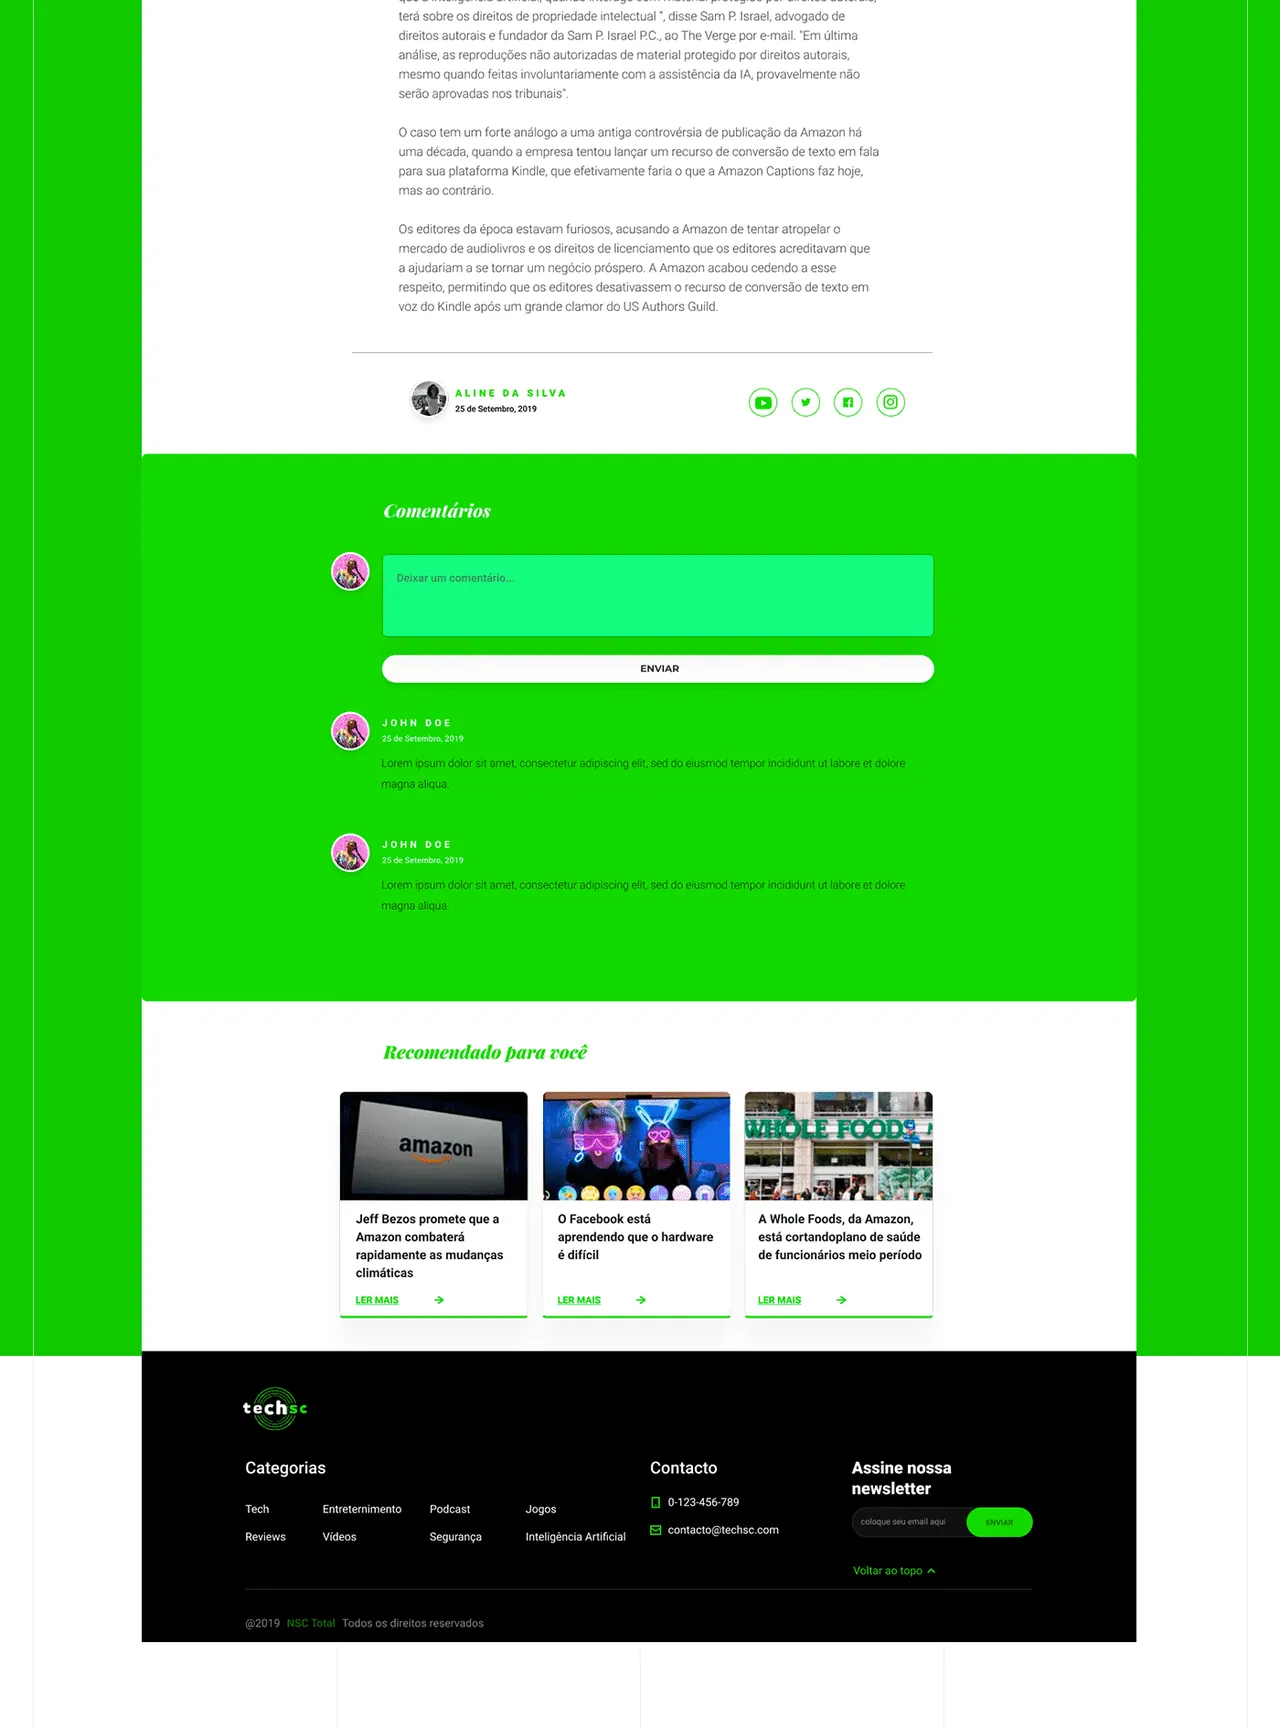 que a inteligência artificial, quando interage com material protegido por direitos autorais,
terá sobre os direitos de propriedade intelectual ", disse Sam P. Israel, advogado de
direitos autorais e fundador da Sam P. Israel P.C., ao The Verge por e-mail. "Em última
análise, as reproduções não autorizadas de material protegido por direitos autorais,
mesmo quando feitas involuntariamente com a assistência da IA, provavelmente não
serão aprovadas nos tribunais".
O caso tem um forte análogo a uma antiga controvérsia de publicação da Amazon há
uma década, quando a empresa tentou lançar um recurso de conversão de texto em fala
para sua plataforma Kindle, que efetivamente faria o que a Amazon Captions faz hoje,
mas ao contrário.
Os editores da época estavam furiosos, acusando a Amazon de tentar atropelar o
mercado de audiolivros e os direitos de licenciamento que os editores acreditavam que
a ajudariam a se tornar um negócio próspero. A Amazon acabou cedendo a esse
respeito, permitindo que os editores desativassem o recurso de conversão de texto em
voz do Kindle após um grande clamor do US Authors Guild.
ALINE DA SILVA
25 de Setembro, 2019
Comentários
Deixar um comentário...
ENVIAR
JOHN DOE
25 de Setembro, 2019
Lorem ipsum dolor sit amet, consectetur adipiscing elit, sed do eiusmod tempor incididunt ut labore et dolore
magna aliqua.
JOHN DOE
25 de Setembro, 2019
Lorem ipsum dolor sit amet, consectetur adipiscing elit, sed do eiusmod tempor incididunt ut labore et dolore
magna aliqua.
Recomendado para você
amazon
Jeff Bezos promete que a
Amazon combaterá
rapidamente as mudanças
climáticas
LER MAIS
O Facebook está
aprendendo que o hardware
é difícil
LER MAIS
WHOLE FOODS
A Whole Foods, da Amazon,
está cortandoplano de saúde
de funcionários meio período
LER MAIS
techsc
Categorias
Tech Entreternimento Podcast Jogos
Reviews Vídeos Segurança Inteligência Artificial
Contacto
0-123-456-789
contacto@techsc.com
Assine nossa
newsletter
coloque seu email aqui ENVIAR
Voltar ao topo
@2019 NSC Total Todos os direitos reservados